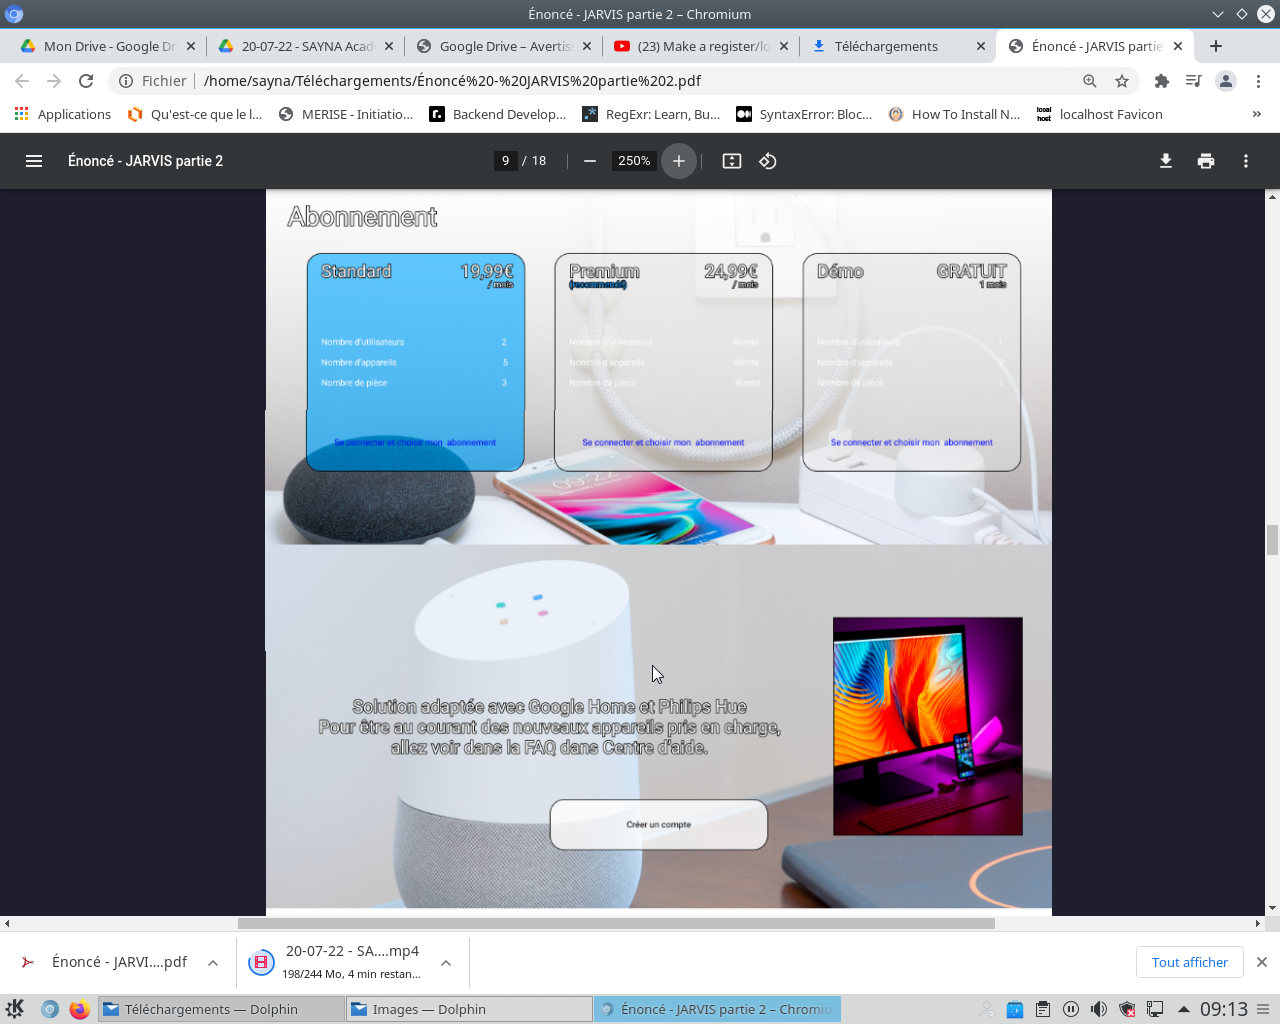 Énoncé - JARVIS partie 2 – Chromium
Mon Drive - Google Dr
20-07-22 - SAYNA Acad
Google Drive – Avertis
(23) Make a register/lo
Téléchargements
Énoncé - JARVIS partie
Fichier
/home/sayna/Téléchargements/Énoncé%20-%20JARVIS%20partie%202.pdf
Applications
Qu'est-ce que le l...
MERISE - Initiatio...
Backend Develop...
RegExr: Learn, Bu...
SyntaxError: Bloc...
How To Install N...
local host
localhost Favicon
»
Énoncé - JARVIS partie 2
9 / 18
250%
Abonnement
Standard 19,99€
/ mois
Nombre d'utilisateurs 2
Nombre d'appareils 5
Nombre de pièce 3
Se connecter et choisir mon abonnement
Premium 24,99€
(recommendé) / mois
Nombre d'utilisateurs illimité
Nombre d'appareils illimité
Nombre de pièce illimité
Se connecter et choisir mon abonnement
Démo GRATUIT
1 mois
Nombre d'utilisateurs 1
Nombre d'appareils
Nombre de pièce 1
Se connecter et choisir mon abonnement
09:22
Solution adaptée avec Google Home et Philips Hue
Pour être au courant des nouveaux appareils pris en charge,
allez voir dans la FAQ dans Centre d'aide.
Créer un compte
Énoncé - JARVI....pdf
20-07-22 - SA....mp4
198/244 Mo, 4 min restan...
Tout afficher
Téléchargements — Dolphin
Images — Dolphin
Énoncé - JARVIS partie 2 – Chromiu
09:13